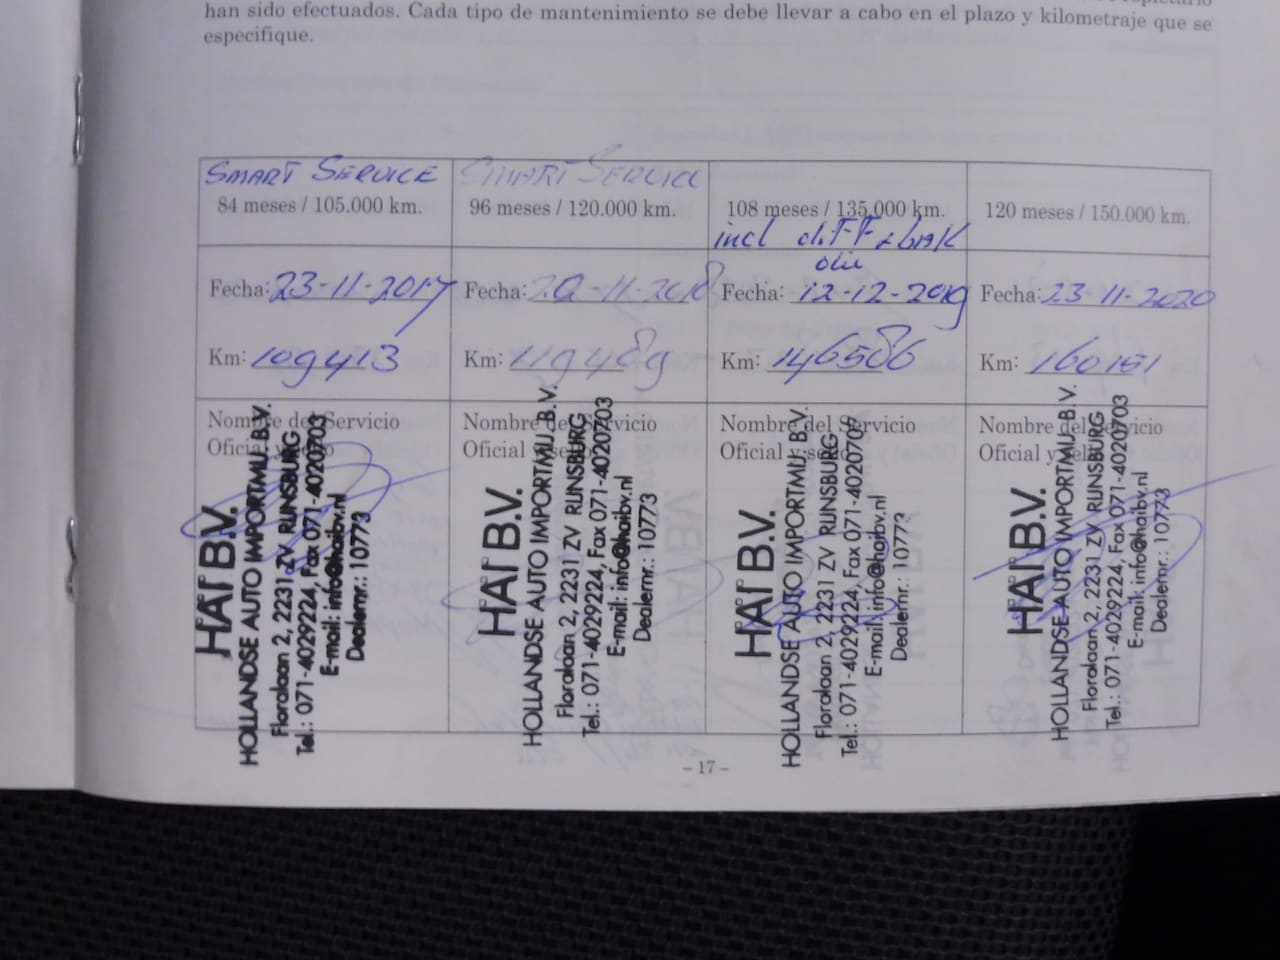 han sido efectuados. Cada tipo de mantenimiento se debe llevar a cabo en el plazo y kilometraje que se
especifique.
SMART SERVICE
84 meses / 105.000 km.
Fecha: 23-11-2017
Km: 109413
Nombre del Servicio
Oficial y sello
HAI B.V.
HOLLANDSE AUTO IMPORTMIJ B.V.
Floralaan 2, 2231 ZV RIJNSBURG
Tel.: 071-4029224, Fax 071-4020703
E-mail: info@haibv.nl
Dealernr.: 10773
SMART SERVICE
96 meses / 120.000 km.
Fecha: 20-11-2018
Km: 119489
Nombre del Servicio
Oficial y sello
HAI B.V.
HOLLANDSE AUTO IMPORTMIJ B.V.
Floralaan 2, 2231 ZV RIJNSBURG
Tel.: 071-4029224, Fax 071-4020703
E-mail: info@haibv.nl
Dealernr.: 10773
108 meses / 135.000 km.
incl diff & bak
olie
Fecha: 12-12-2019
Km: 146586
Nombre del Servicio
Oficial y sello
HAI B.V.
HOLLANDSE AUTO IMPORTMIJ B.V.
Floralaan 2, 2231 ZV RIJNSBURG
Tel.: 071-4029224, Fax 071-4020703
E-mail: info@haibv.nl
Dealernr.: 10773
120 meses / 150.000 km.
Fecha: 23-11-2020
Km: 160151
Nombre del Servicio
Oficial y sello
HAI B.V.
HOLLANDSE AUTO IMPORTMIJ B.V.
Floralaan 2, 2231 ZV RIJNSBURG
Tel.: 071-4029224, Fax 071-4020703
E-mail: info@haibv.nl
Dealernr.: 10773
- 17 -